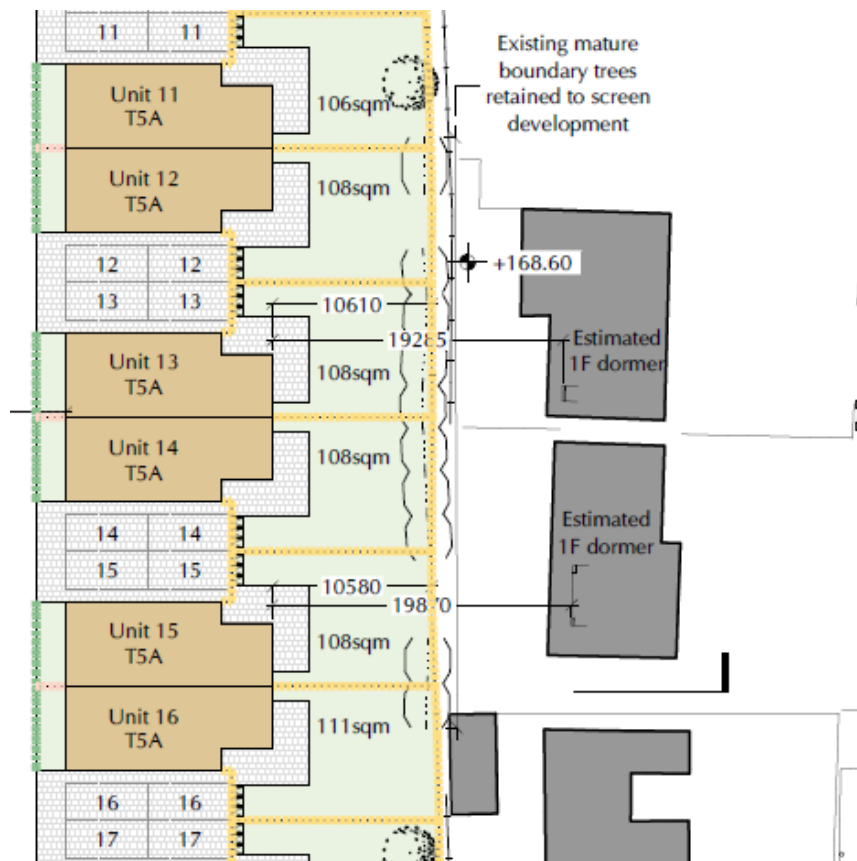 11 11
Existing mature
boundary trees
retained to screen
development
Unit 11
T5A
106sqm
Unit 12
T5A
108sqm
12 12
13 13
+168.60
10610
19285
Estimated
1F dormer
Unit 13
T5A
108sqm
Unit 14
T5A
108sqm
14 14
15 15
Estimated
1F dormer
10580
19870
Unit 15
T5A
108sqm
Unit 16
T5A
111sqm
16 16
17 17